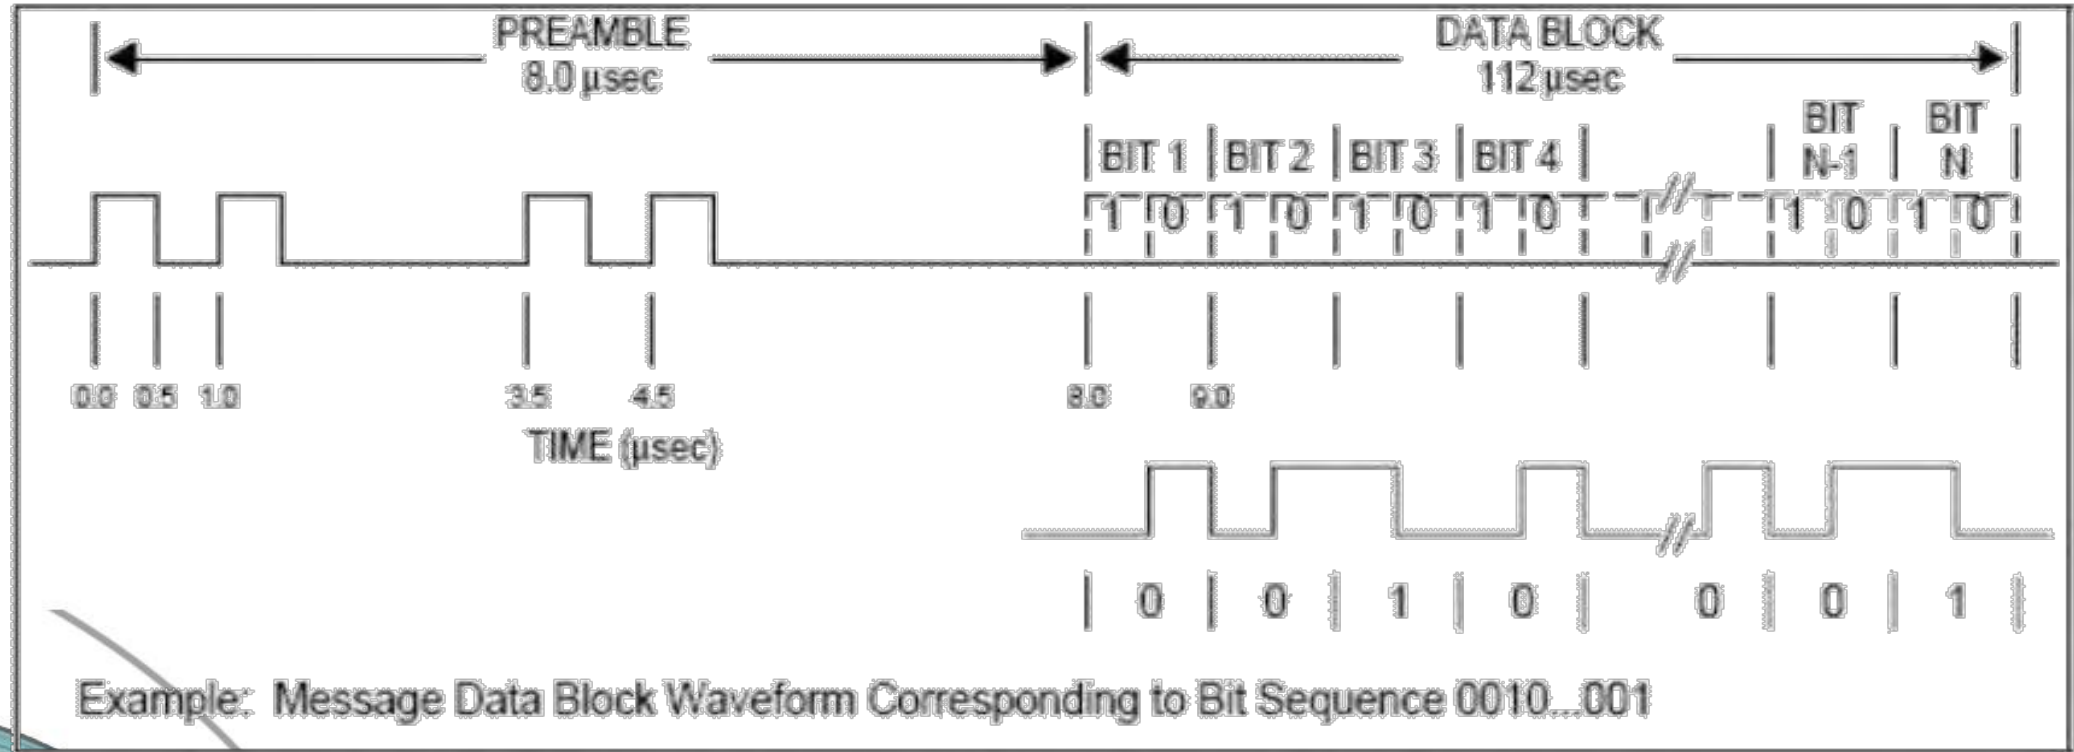 PREAMBLE
8.0 µsec
DATA BLOCK
112 µsec
BIT 1 BIT 2 BIT 3 BIT 4 BIT N-1 BIT N
1 0 1 0 1 0 1 0 1 0 1 0
0.0 0.5 1.0 3.5 4.5 8.0 9.0
TIME (µsec)
0 0 1 0 0 0 1
Example: Message Data Block Waveform Corresponding to Bit Sequence 0010...001